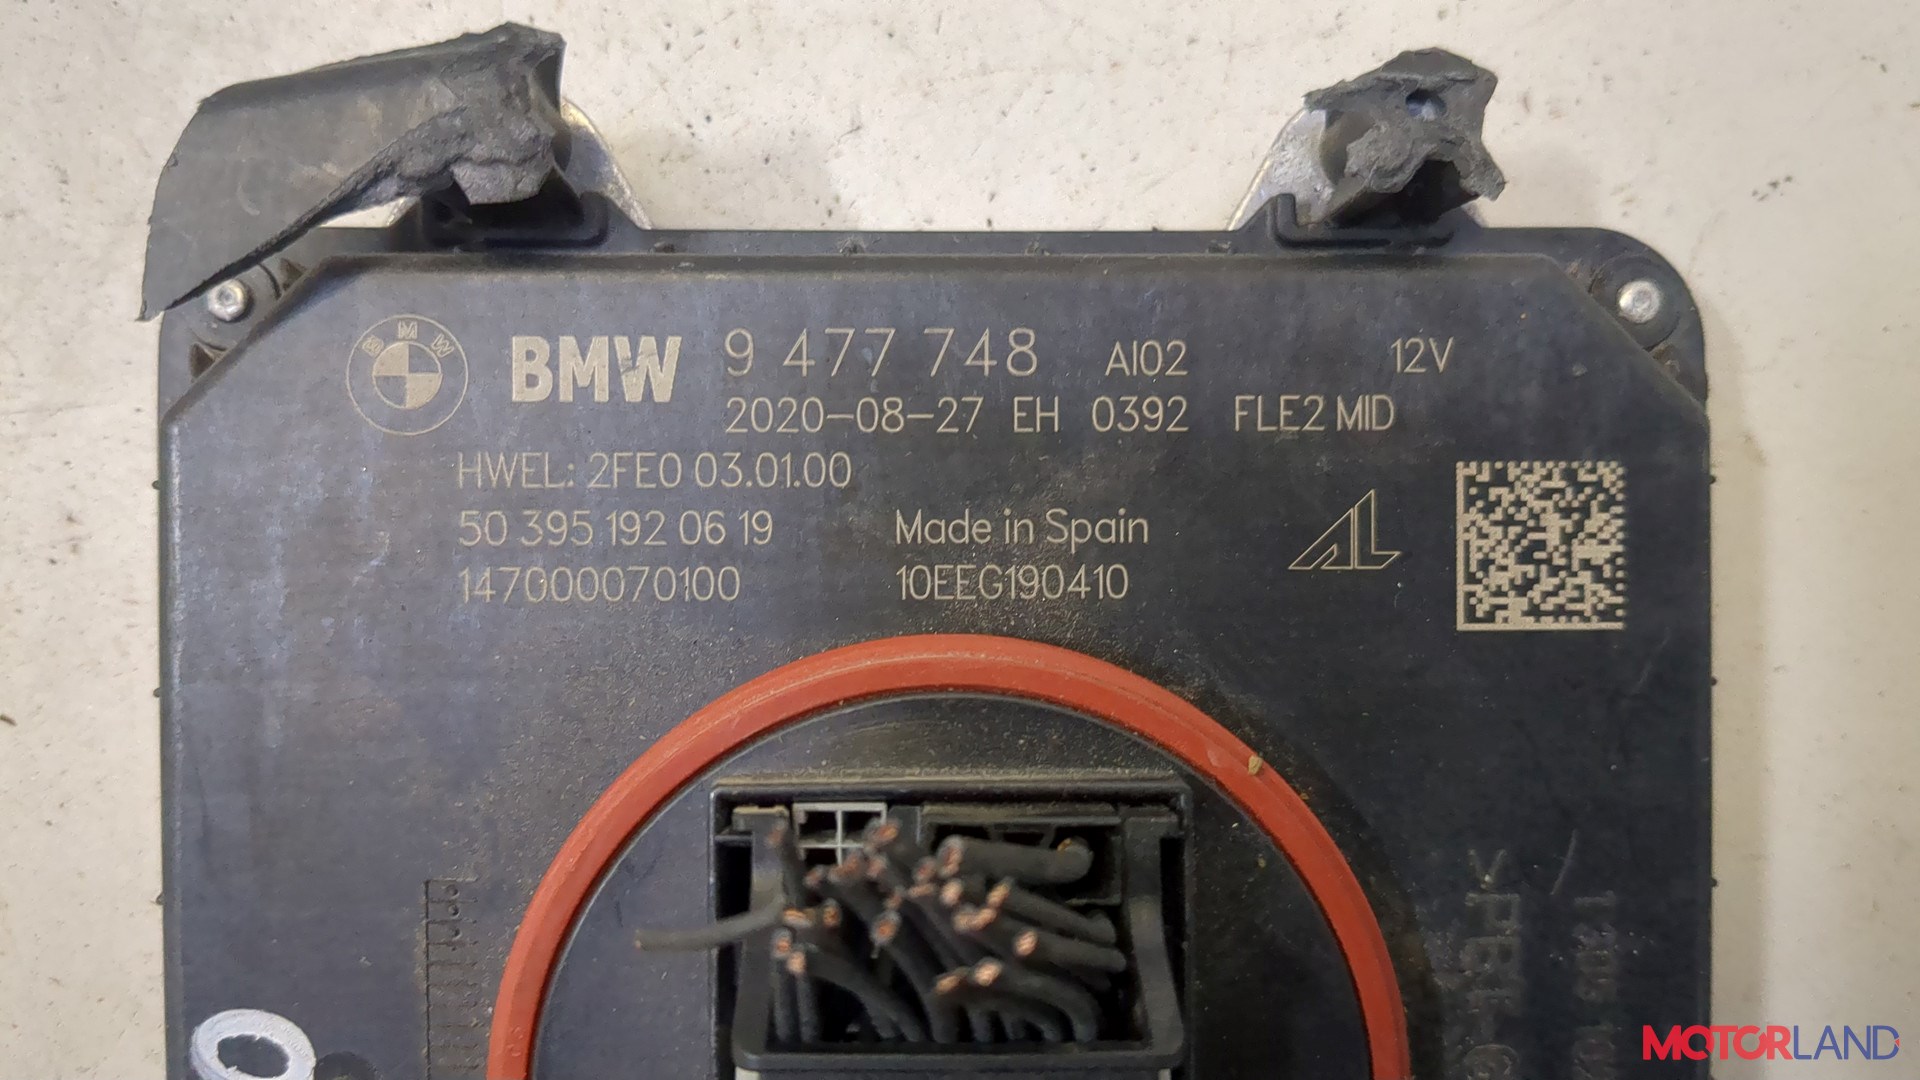 BMW BMW 9 477 748 AI02 12V
2020-08-27 EH 0392 FLE2 MID
HWEL: 2FE0 03.01.00
50 395 192 06 19 Made in Spain AL
147000070100 10EEG190410
MOTORLAND